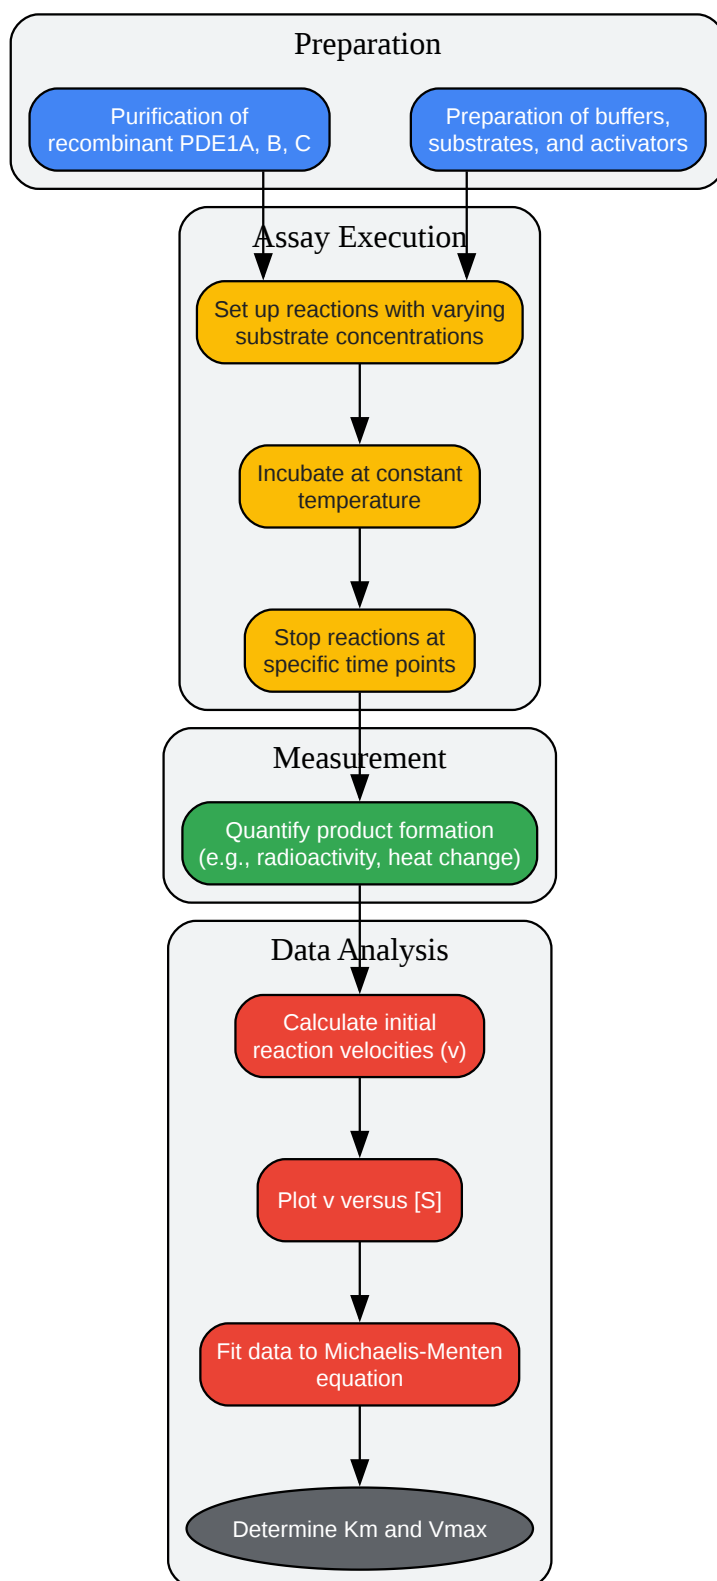 Preparation
Purification of
recombinant PDE1A, B, C
Preparation of buffers,
substrates, and activators
Assay Execution
Set up reactions with varying
substrate concentrations
Incubate at constant
temperature
Stop reactions at
specific time points
Measurement
Quantify product formation
(e.g., radioactivity, heat change)
Data Analysis
Calculate initial
reaction velocities (v)
Plot v versus [S]
Fit data to Michaelis-Menten
equation
Determine Km and Vmax